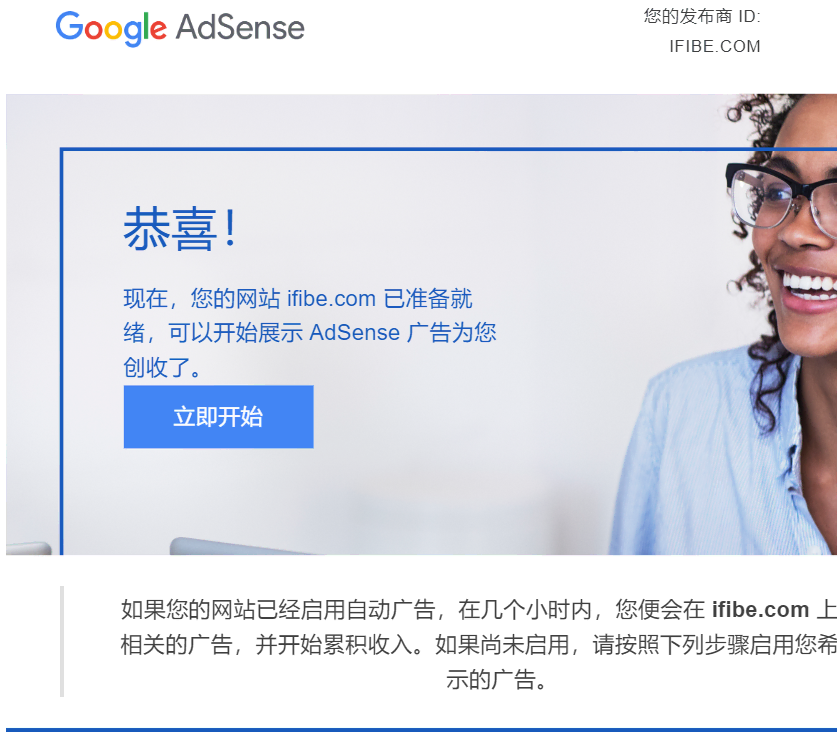 Google AdSense
您的发布商 ID:
IFIBE.COM
恭喜！
现在，您的网站 ifibe.com 已准备就
绪，可以开始展示 AdSense 广告为您
创收了。
立即开始
如果您的网站已经启用自动广告，在几个小时内，您便会在 ifibe.com 上
相关的广告，并开始累积收入。如果尚未启用，请按照下列步骤启用您希
示的广告。